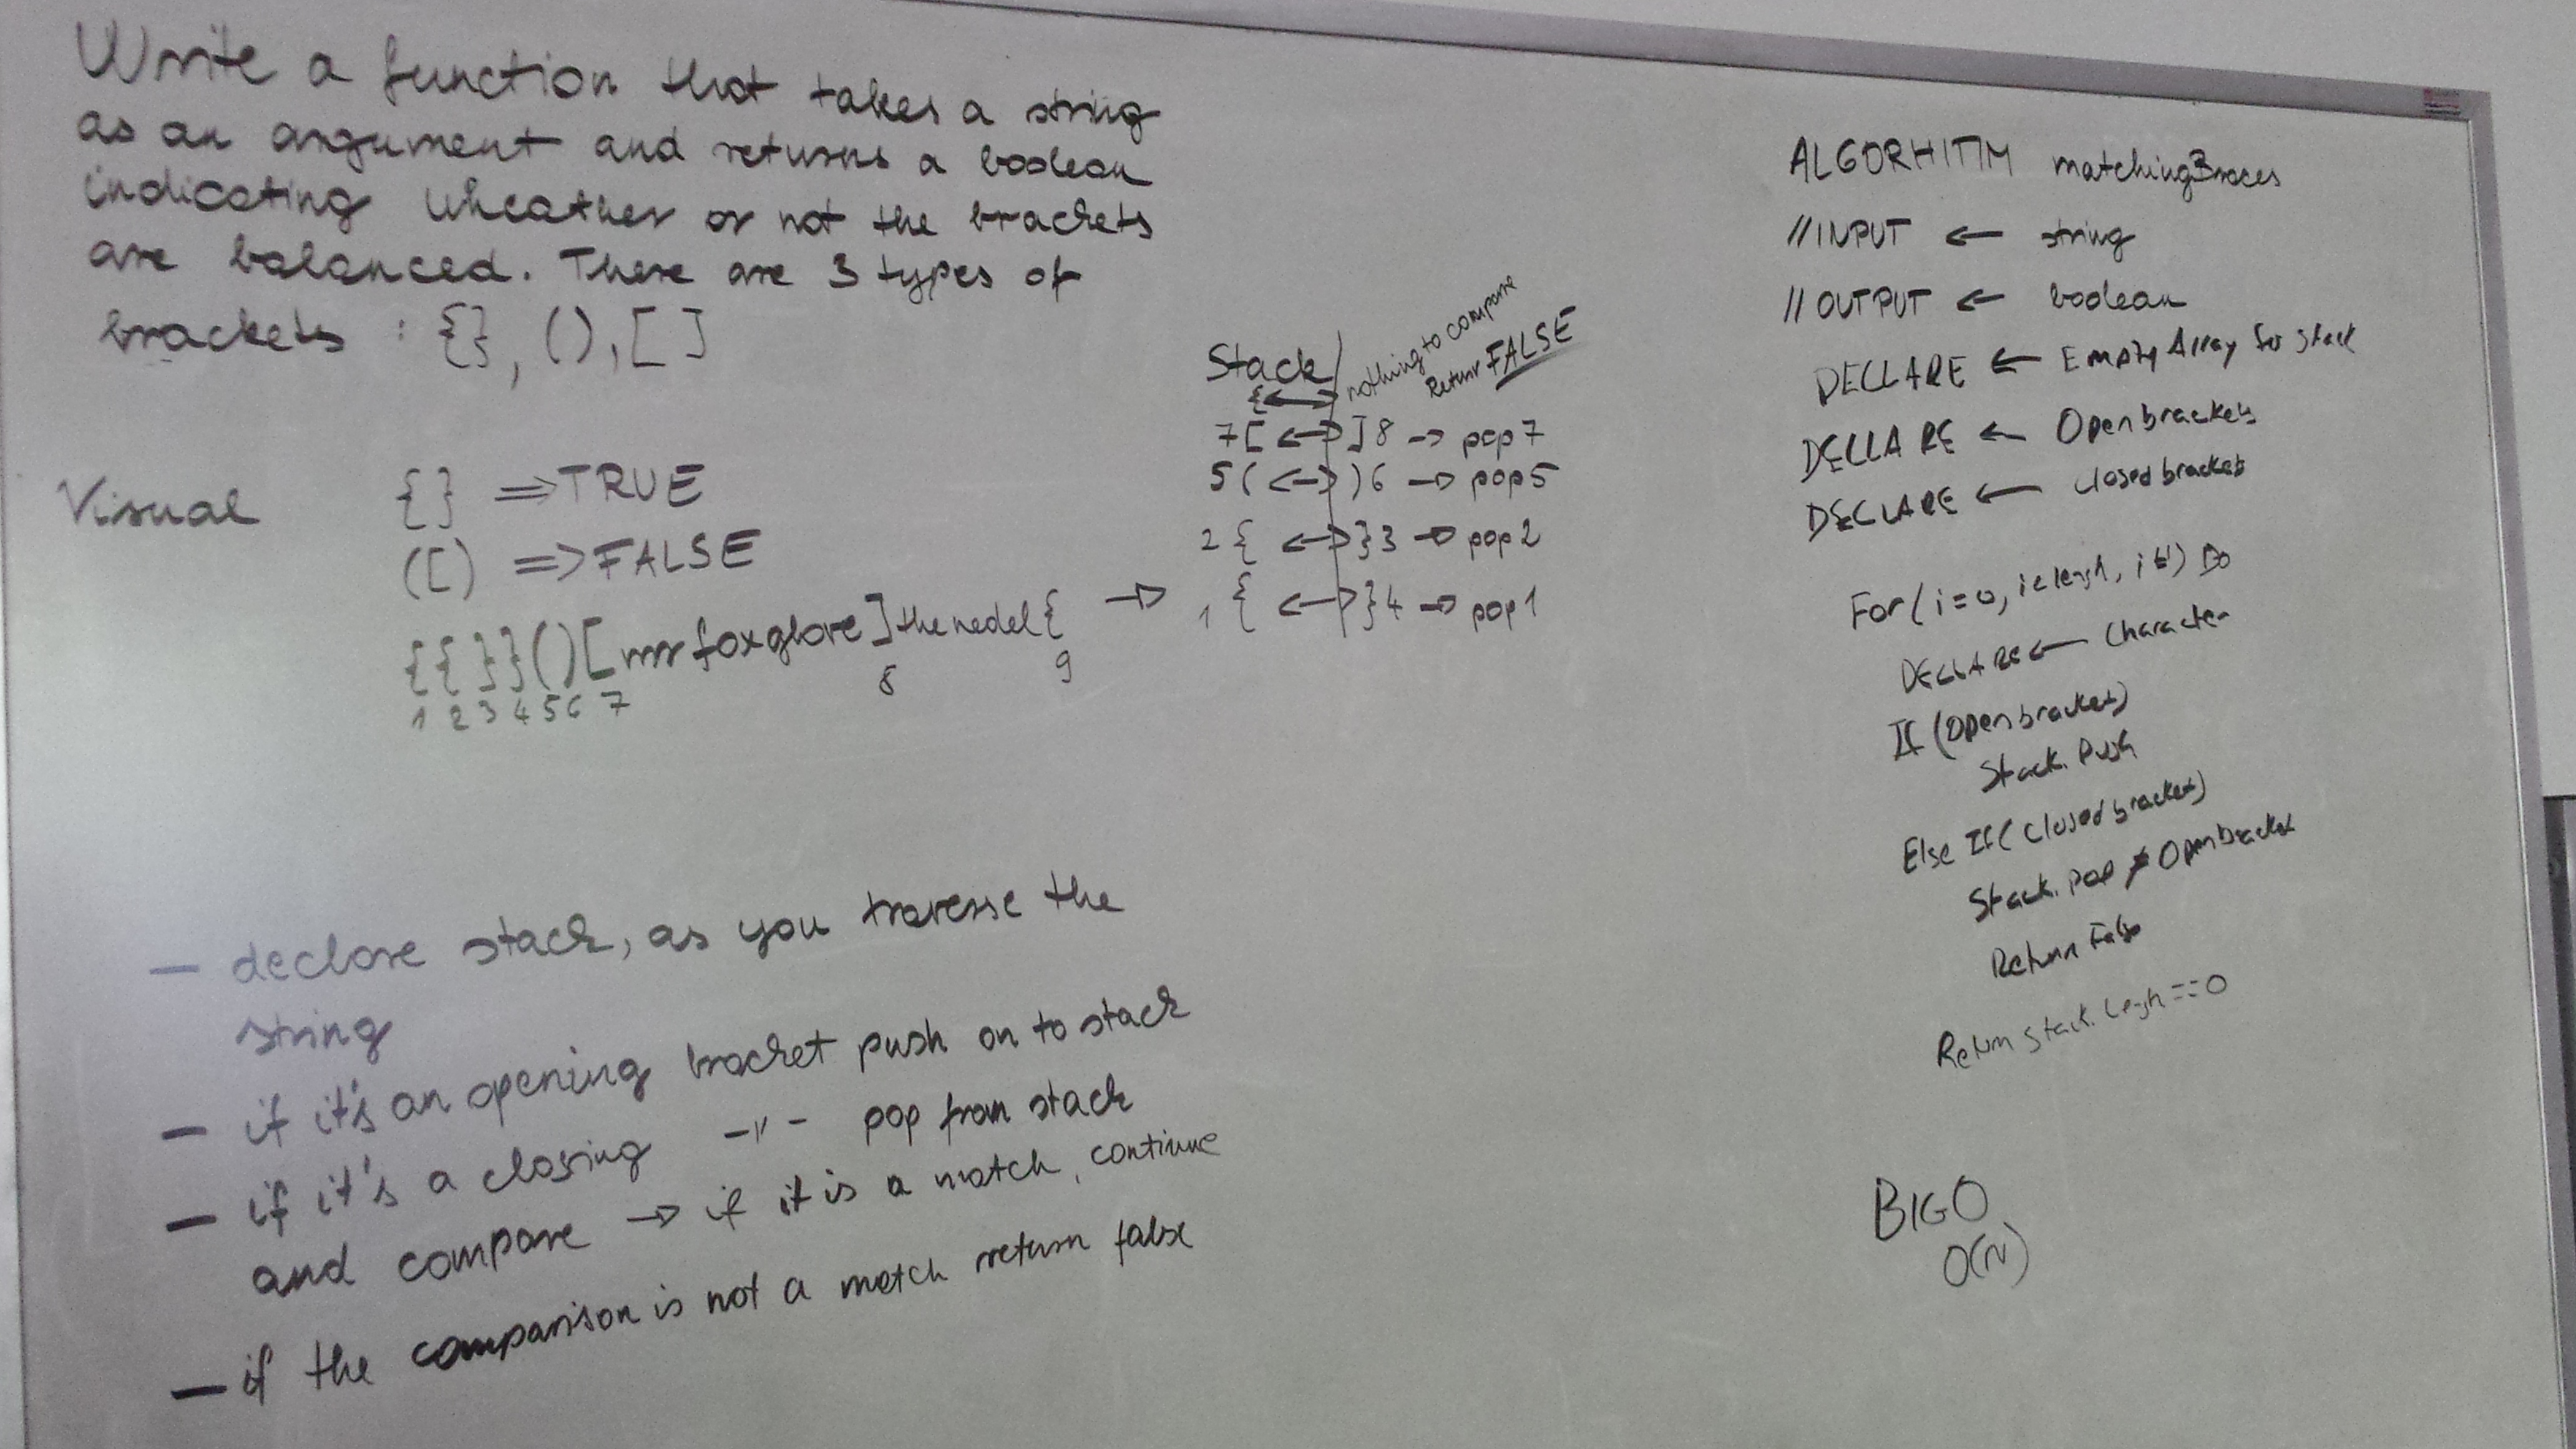 Write a function that takes a string
as an argument and returns a boolean
indicating wheather or not the brackets
are balanced. There are 3 types of
brackets : {}, (), [ ]
Visual
{} => TRUE
([) => FALSE
{{}}()[mrfoxglove]thenedel{
1 2 3 4 5 6 7 8 9
Stack
nothing to compare
Return FALSE
{ <->
7 [ <-> ] 8 -> pop 7
5 ( <-> ) 6 -> pop 5
2 { <-> } 3 -> pop 2
-> 1 { <-> } 4 -> pop 1
— declare stack, as you traverse the
string
— if it's an opening bracket push on to stack
— if it's a closing -"- pop from stack
and compare -> if it is a match, continue
— if the comparison is not a match return false
ALGORHITIM matchingBraces
// INPUT <- string
// OUTPUT <- boolean
DECLARE <- Empty Array for stack
DECLARE <- Open brackets
DECLARE <- closed brackets
For (i=0, i<length, i++) Do
DECLARE <- Character
If (Open bracket)
Stack. Push
Else If (Closed bracket)
Stack. Pop ≠ Open bracket
Return False
Return stack. Length == 0
BIG O
O(N)